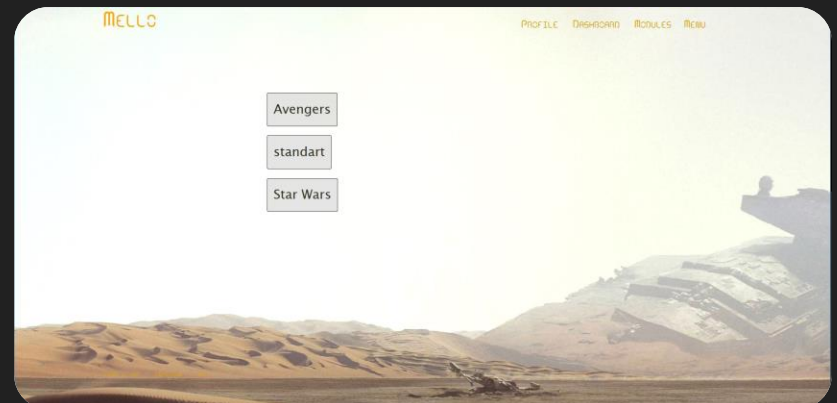 Mello
Profile Dashboard Modules Menu
Avengers
standart
Star Wars